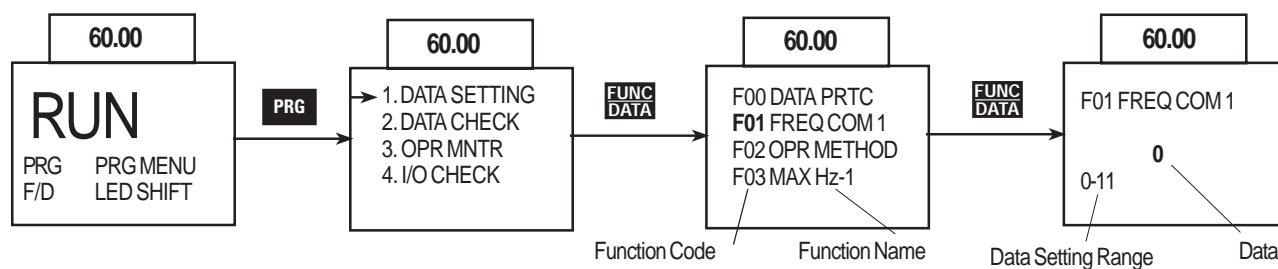 60.00
RUN
PRG PRG MENU
F/D LED SHIFT
PRG
60.00
1. DATA SETTING
2. DATA CHECK
3. OPR MNTR
4. I/O CHECK
FUNC
DATA
60.00
F00 DATA PRTC
F01 FREQ COM 1
F02 OPR METHOD
F03 MAX Hz-1
Function Code
Function Name
FUNC
DATA
60.00
F01 FREQ COM 1
0
0-11
Data Setting Range
Data